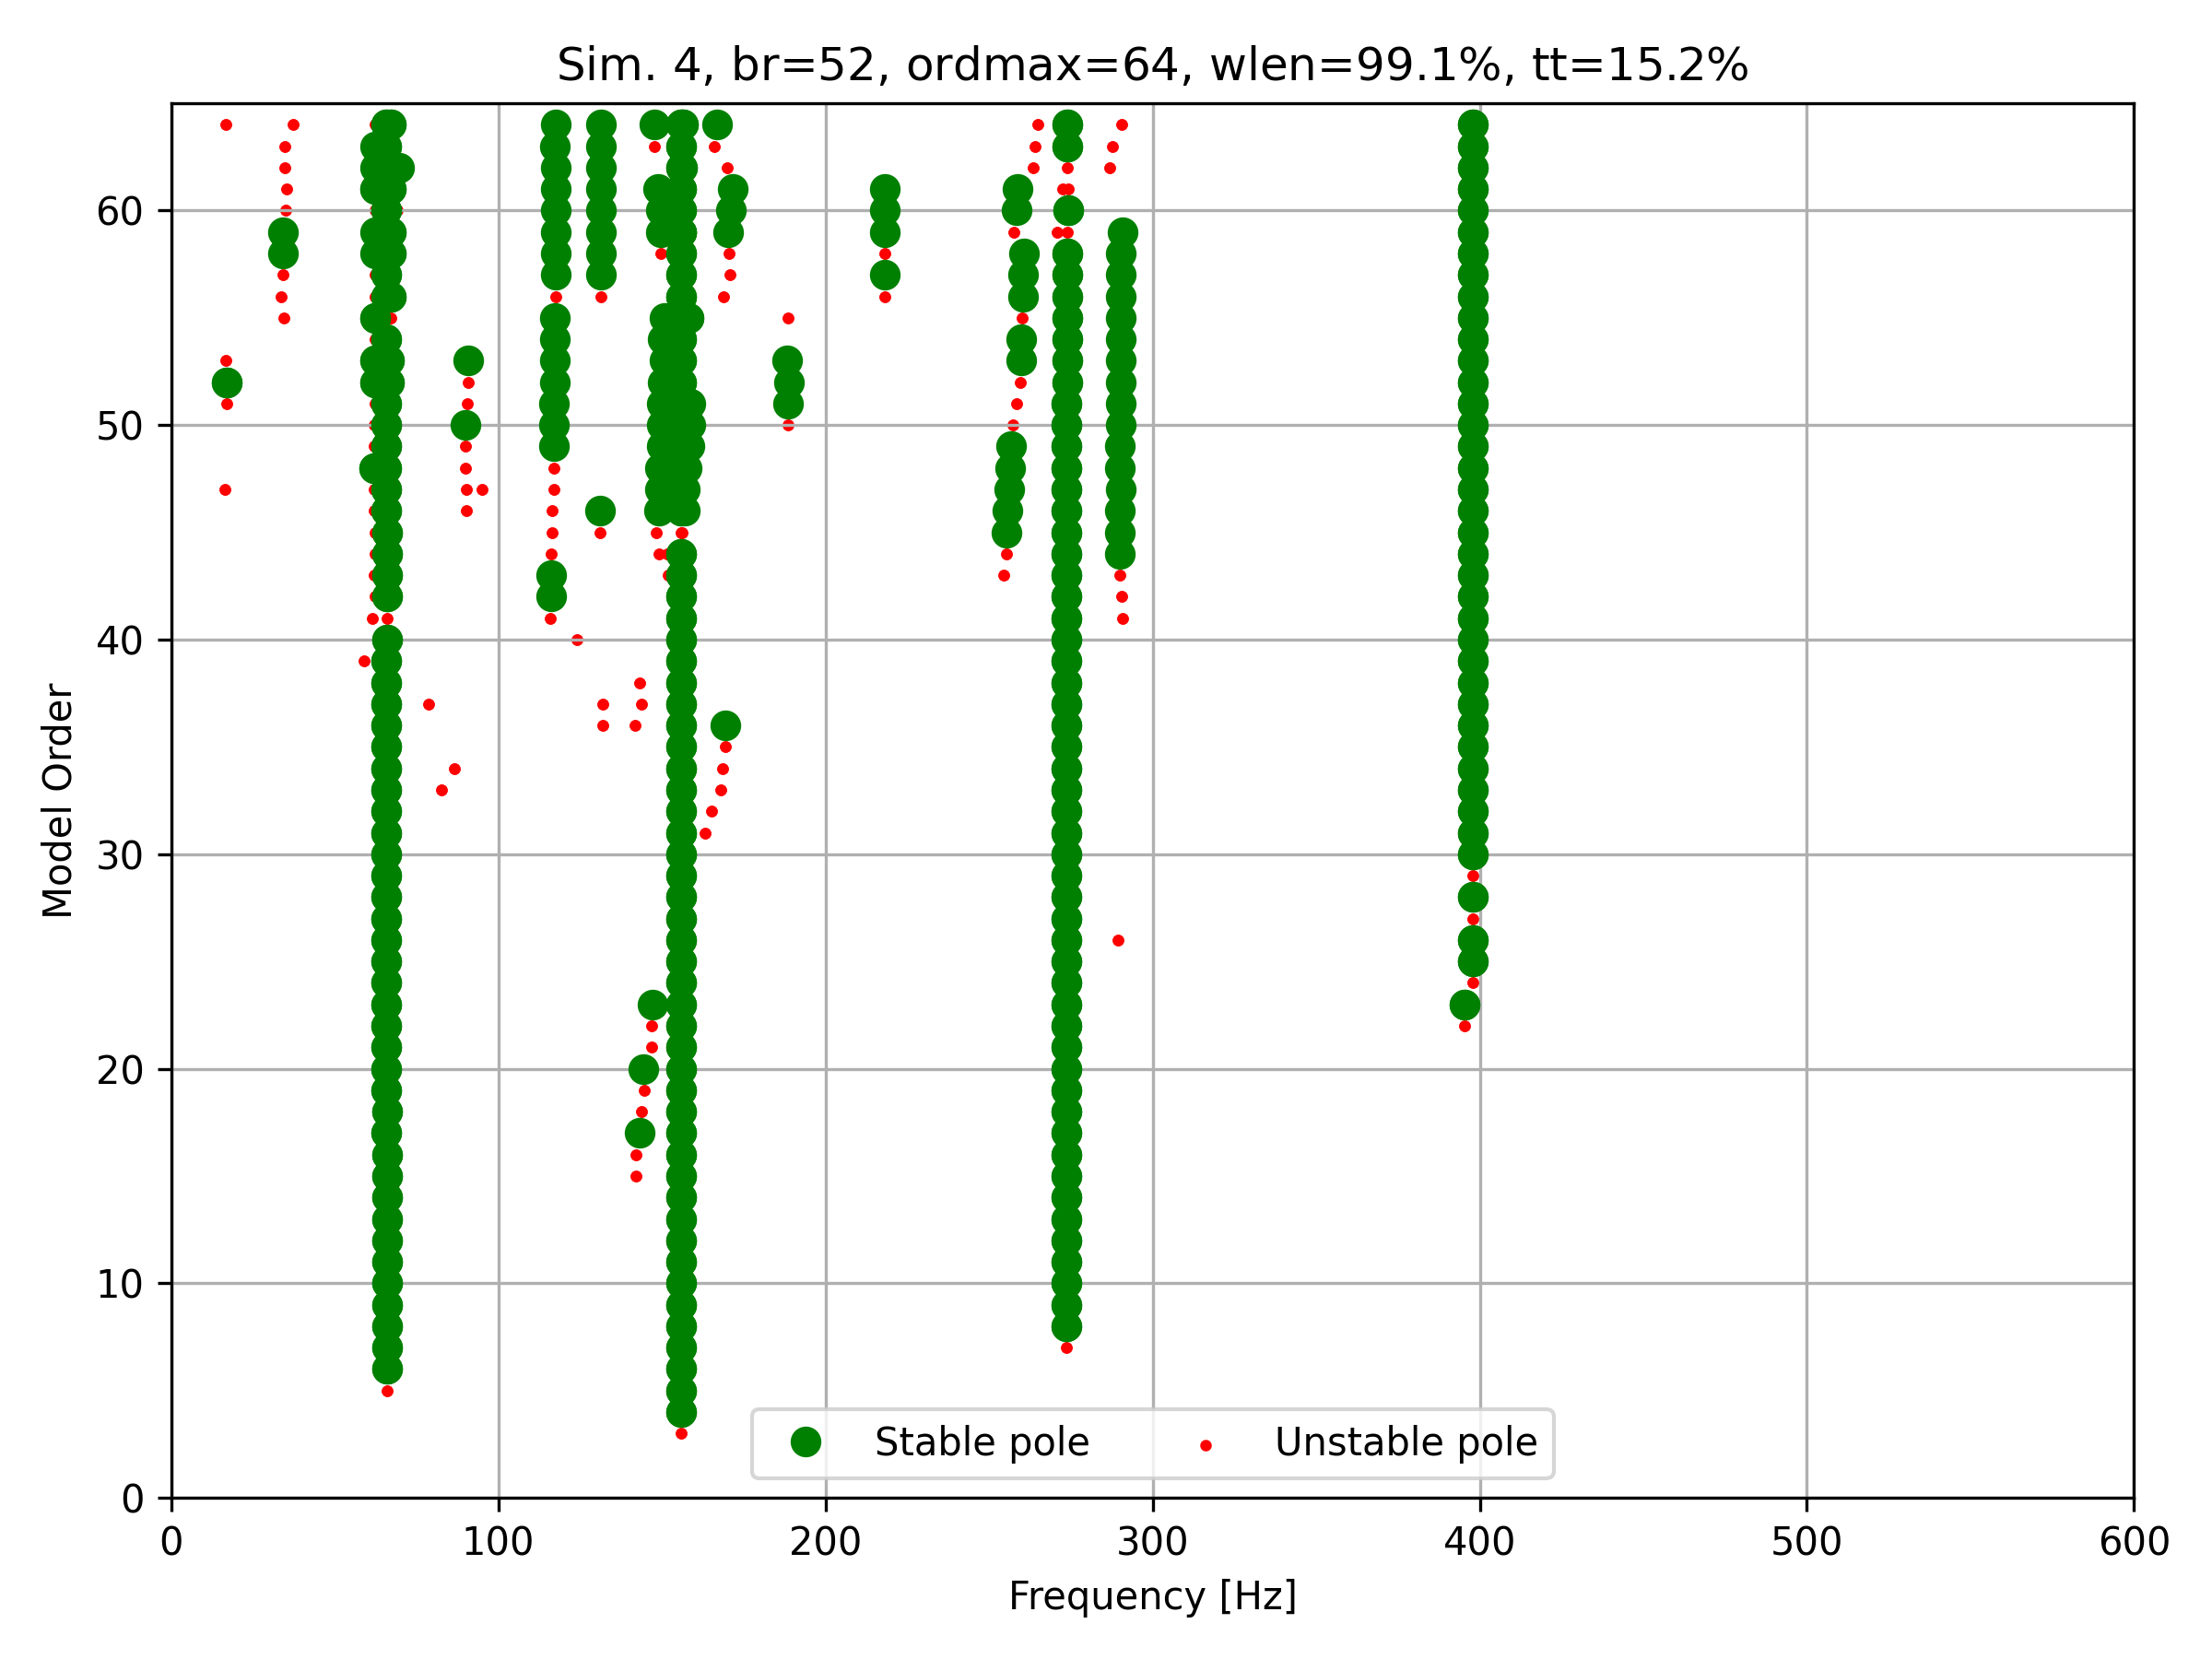 Sim. 4, br=52, ordmax=64, wlen=99.1%, tt=15.2%
60
50
40
30
20
10
0
Model Order
Stable pole
Unstable pole
0 100 200 300 400 500 600
Frequency [Hz]